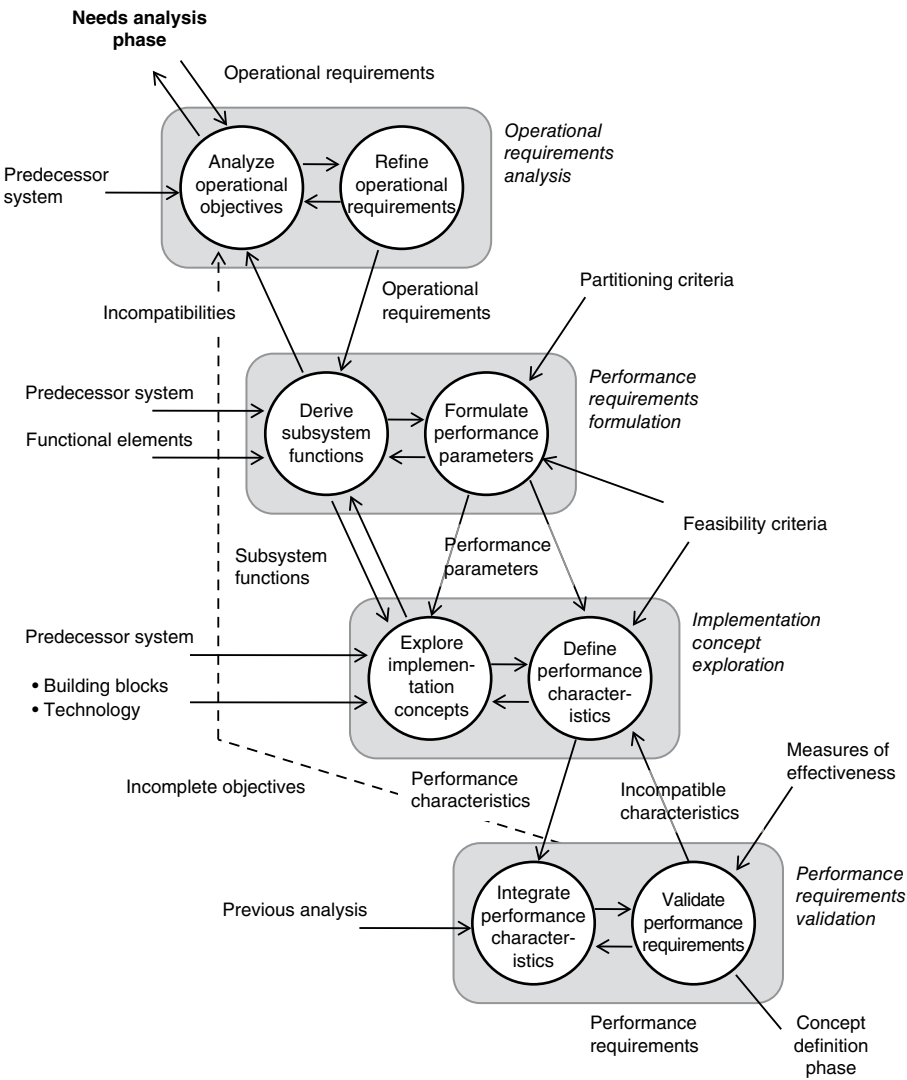 Needs analysis
phase
Operational requirements
Operational
requirements
analysis
Predecessor
system
Analyze
operational
objectives
Refine
operational
requirements
Incompatibilities
Operational
requirements
Partitioning criteria
Predecessor system
Functional elements
Derive
subsystem
functions
Formulate
performance
parameters
Performance
requirements
formulation
Feasibility criteria
Subsystem
functions
Performance
parameters
Predecessor system
• Building blocks
• Technology
Explore
implemen-
tation
concepts
Define
performance
character-
istics
Implementation
concept
exploration
Incomplete objectives
Performance
characteristics
Incompatible
characteristics
Measures of
effectiveness
Previous analysis
Integrate
performance
character-
istics
Validate
performance
requirements
Performance
requirements
validation
Performance
requirements
Concept
definition
phase